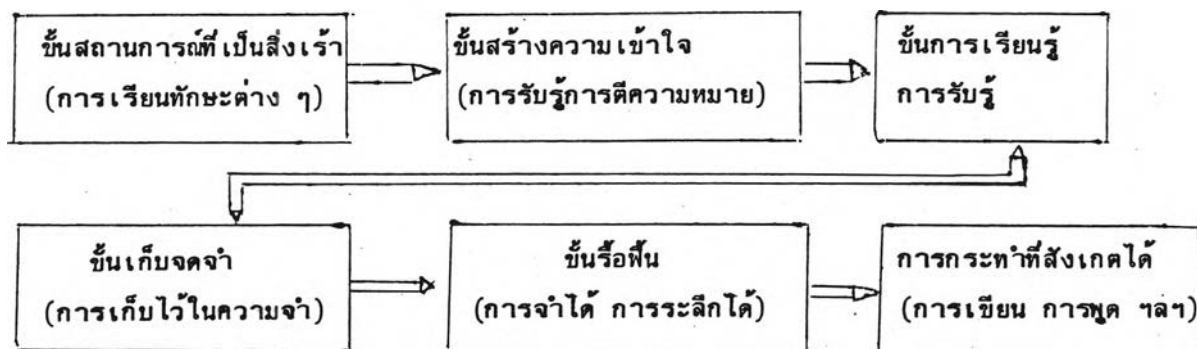 ขั้นสถานการณ์ที่เป็นสิ่งเร้า
(การเรียนทักษะต่าง ๆ)
ขั้นสร้างความเข้าใจ
(การรับรู้การตีความหมาย)
ขั้นการเรียนรู้
การรับรู้
ขั้นเก็บจดจำ
(การเก็บไว้ในความจำ)
ขั้นรื้อฟื้น
(การจำได้ การระลึกได้)
การกระทำที่สังเกตได้
(การเขียน การพูด ฯลฯ)